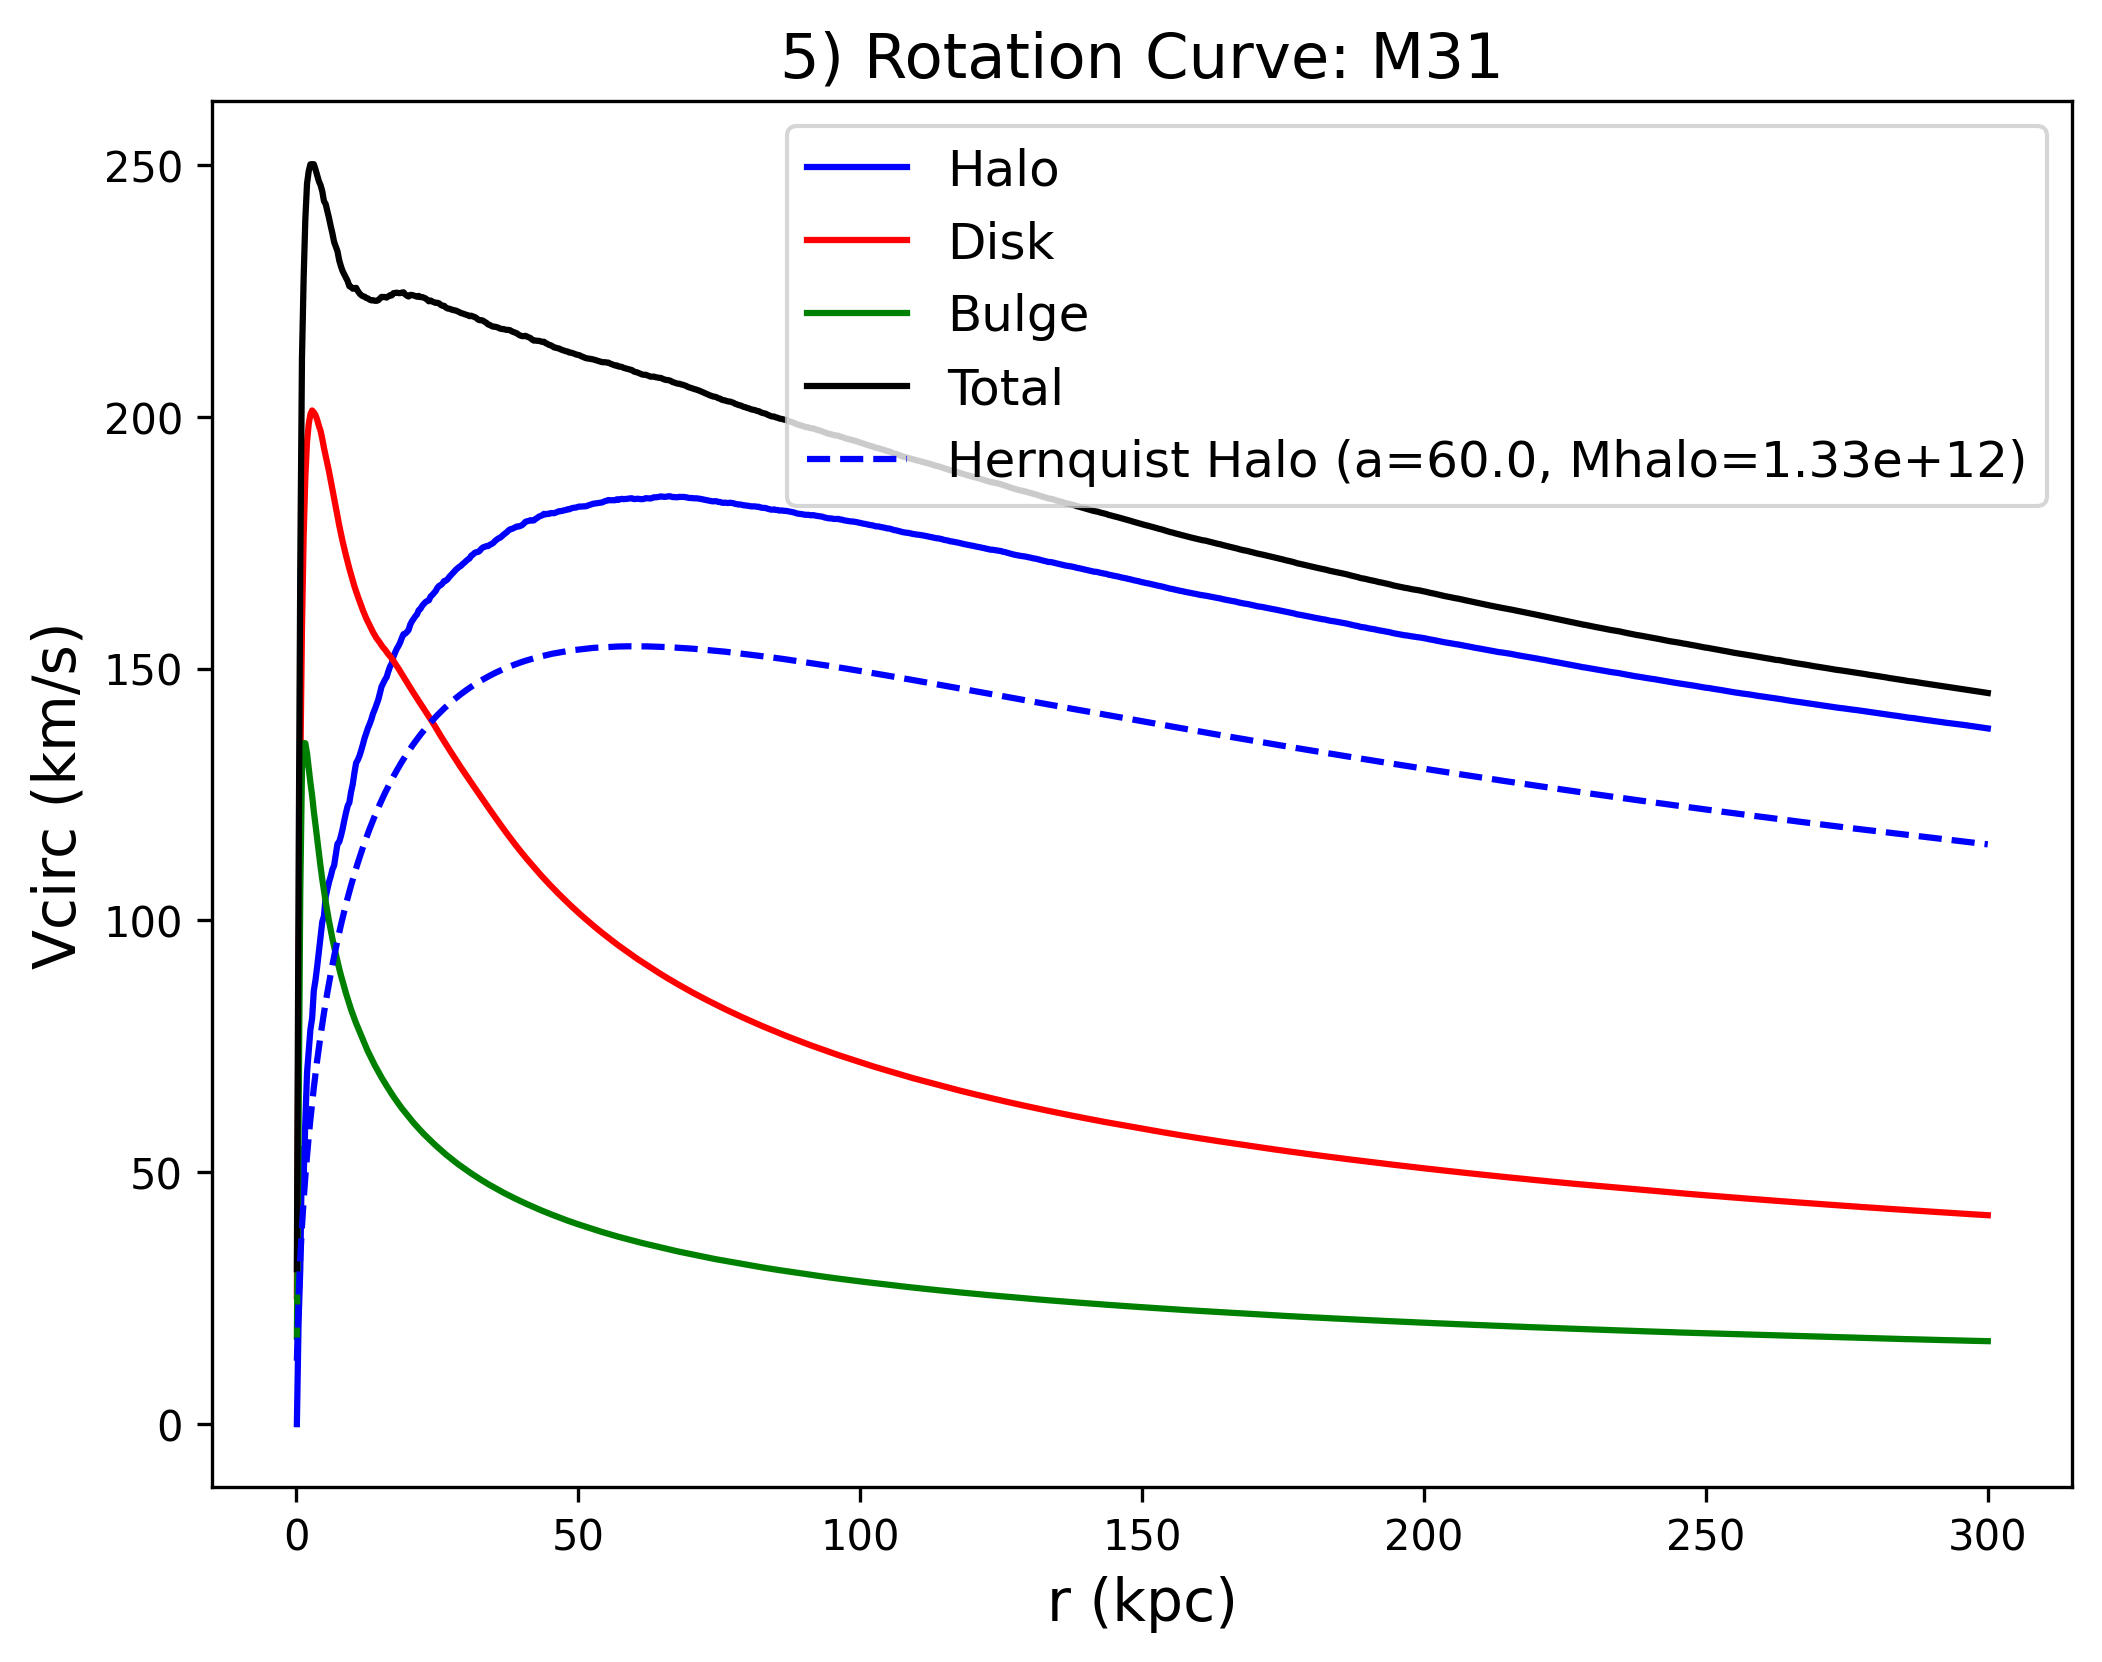 5) Rotation Curve: M31
Halo
Disk
Bulge
Total
Hernquist Halo (a=60.0, Mhalo=1.33e+12)
Vcirc (km/s)
250
200
150
100
50
0
0 50 100 150 200 250 300
r (kpc)